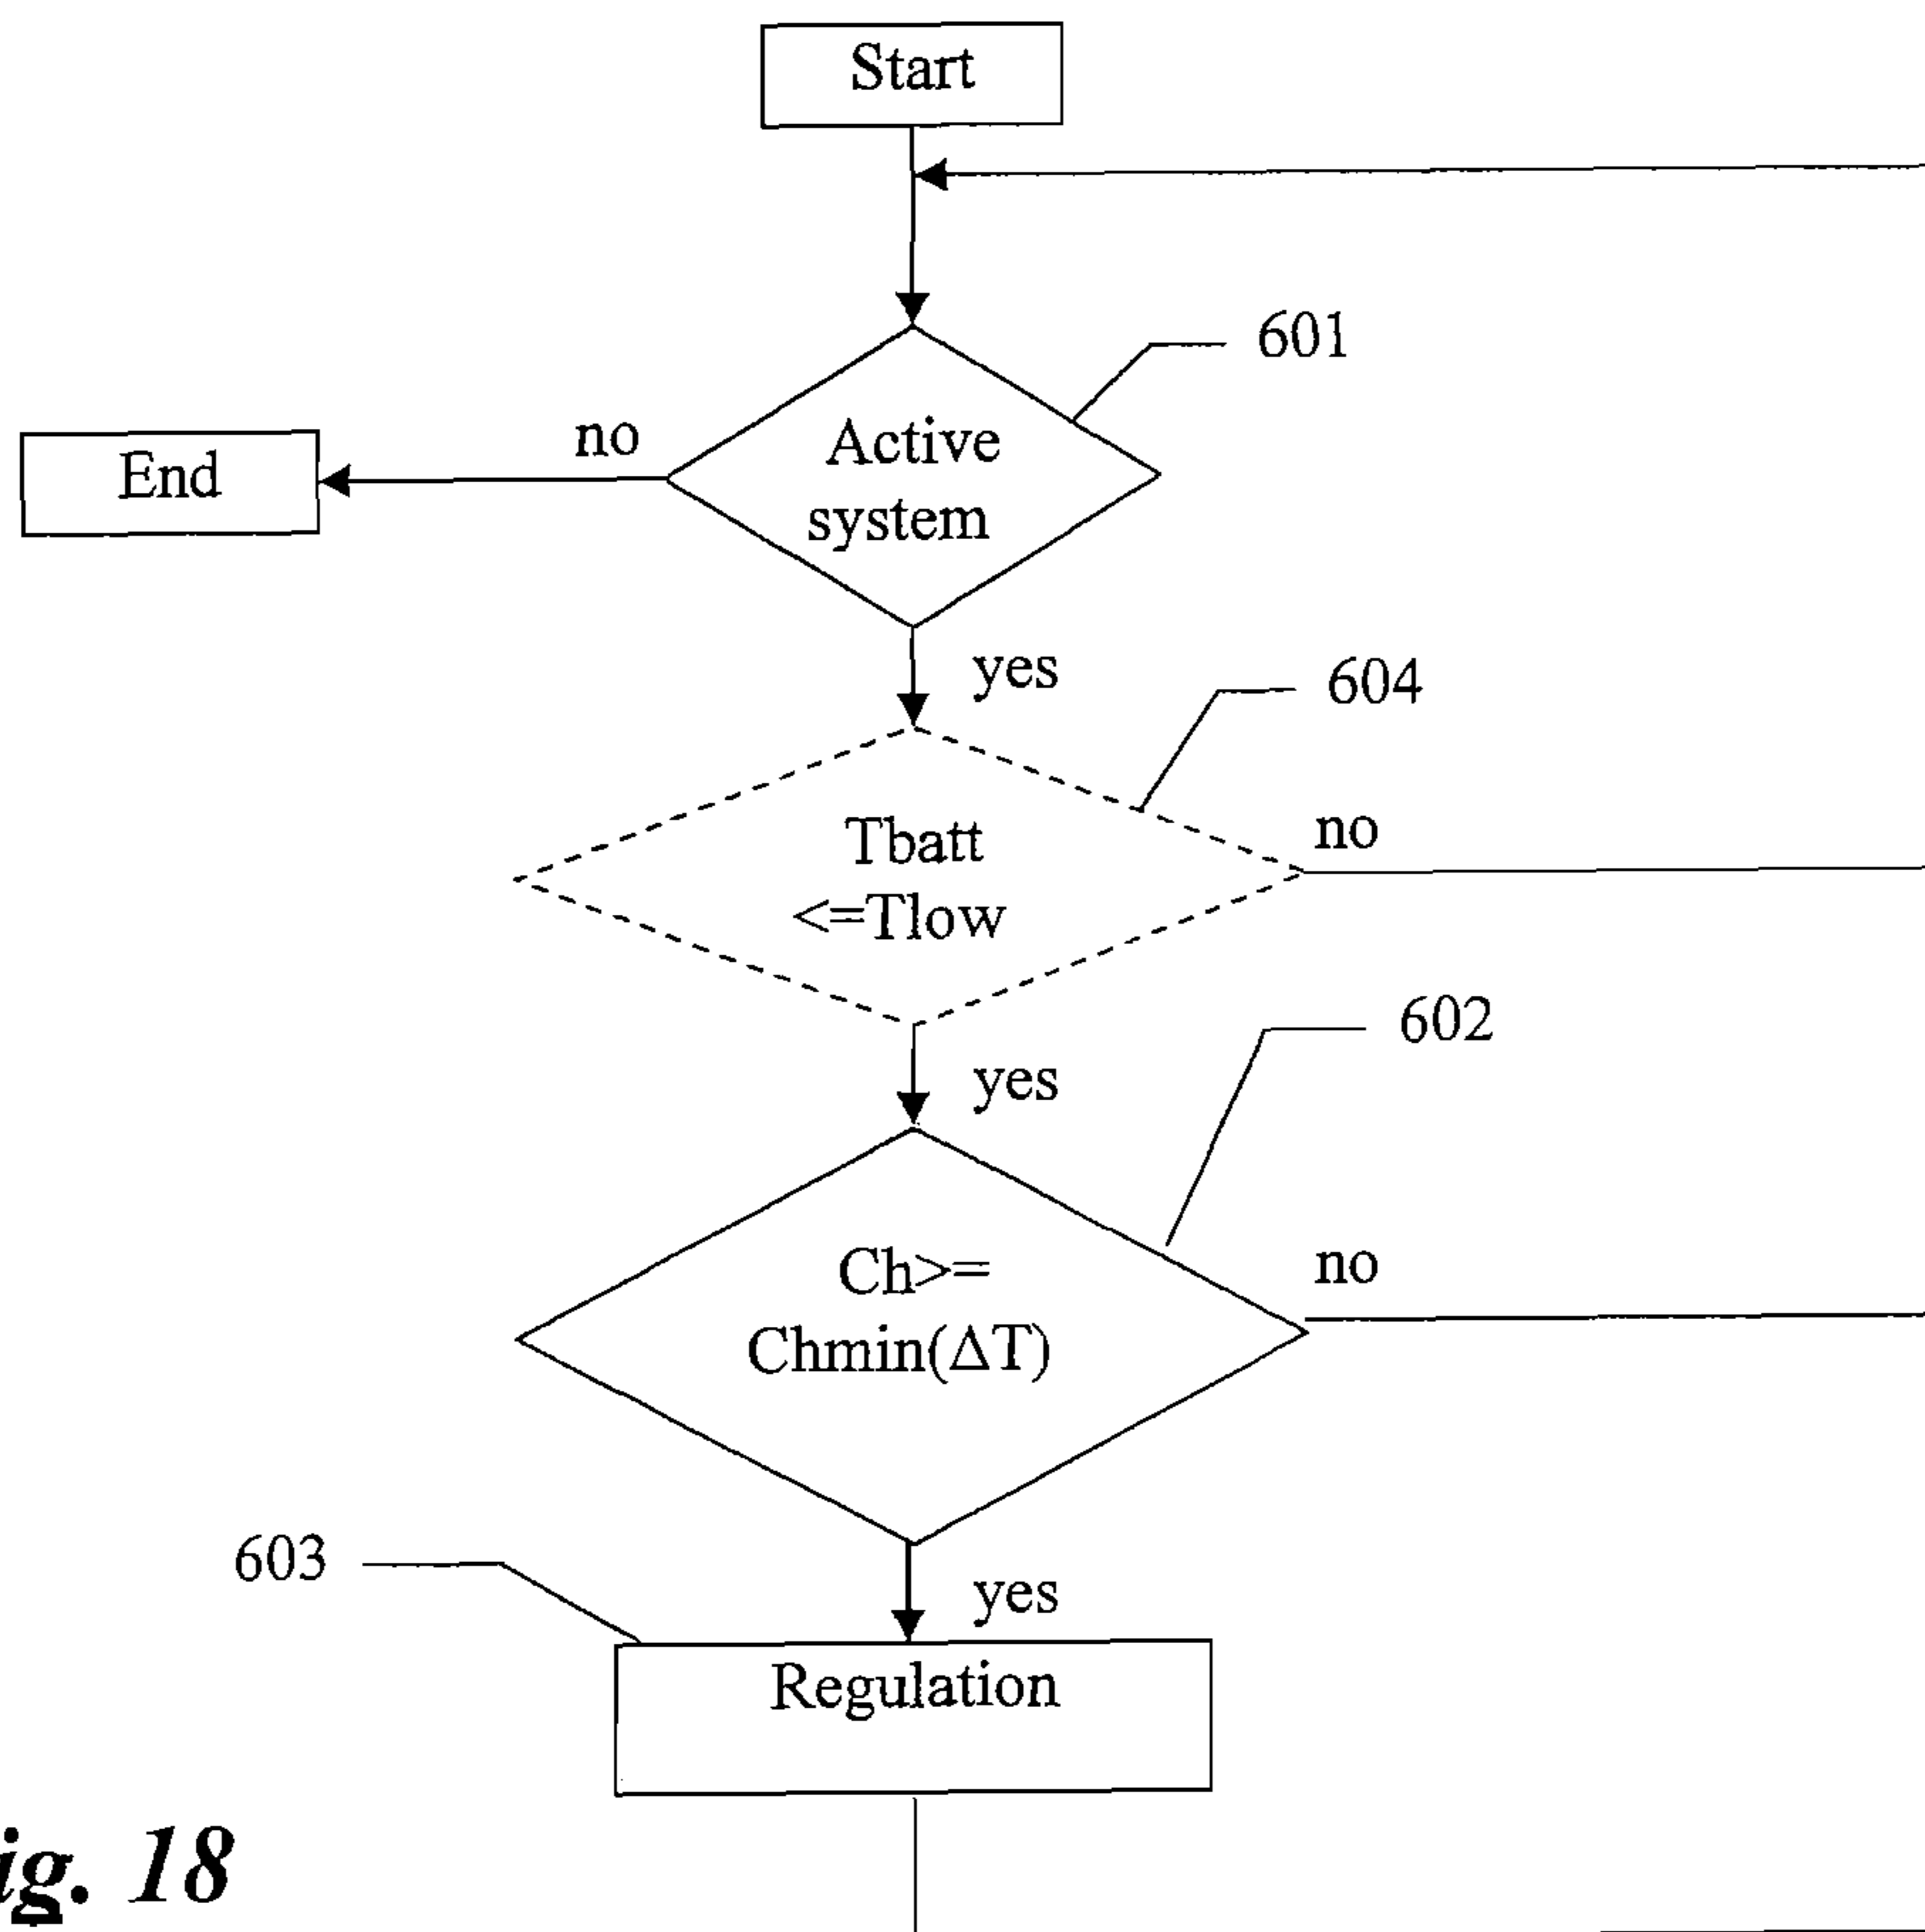 Start
601
no
Active
system
End
yes
604
Tbatt
<=Tlow
no
602
yes
Ch>=
Chmin(ΔT)
no
603
yes
Regulation
ig. 18